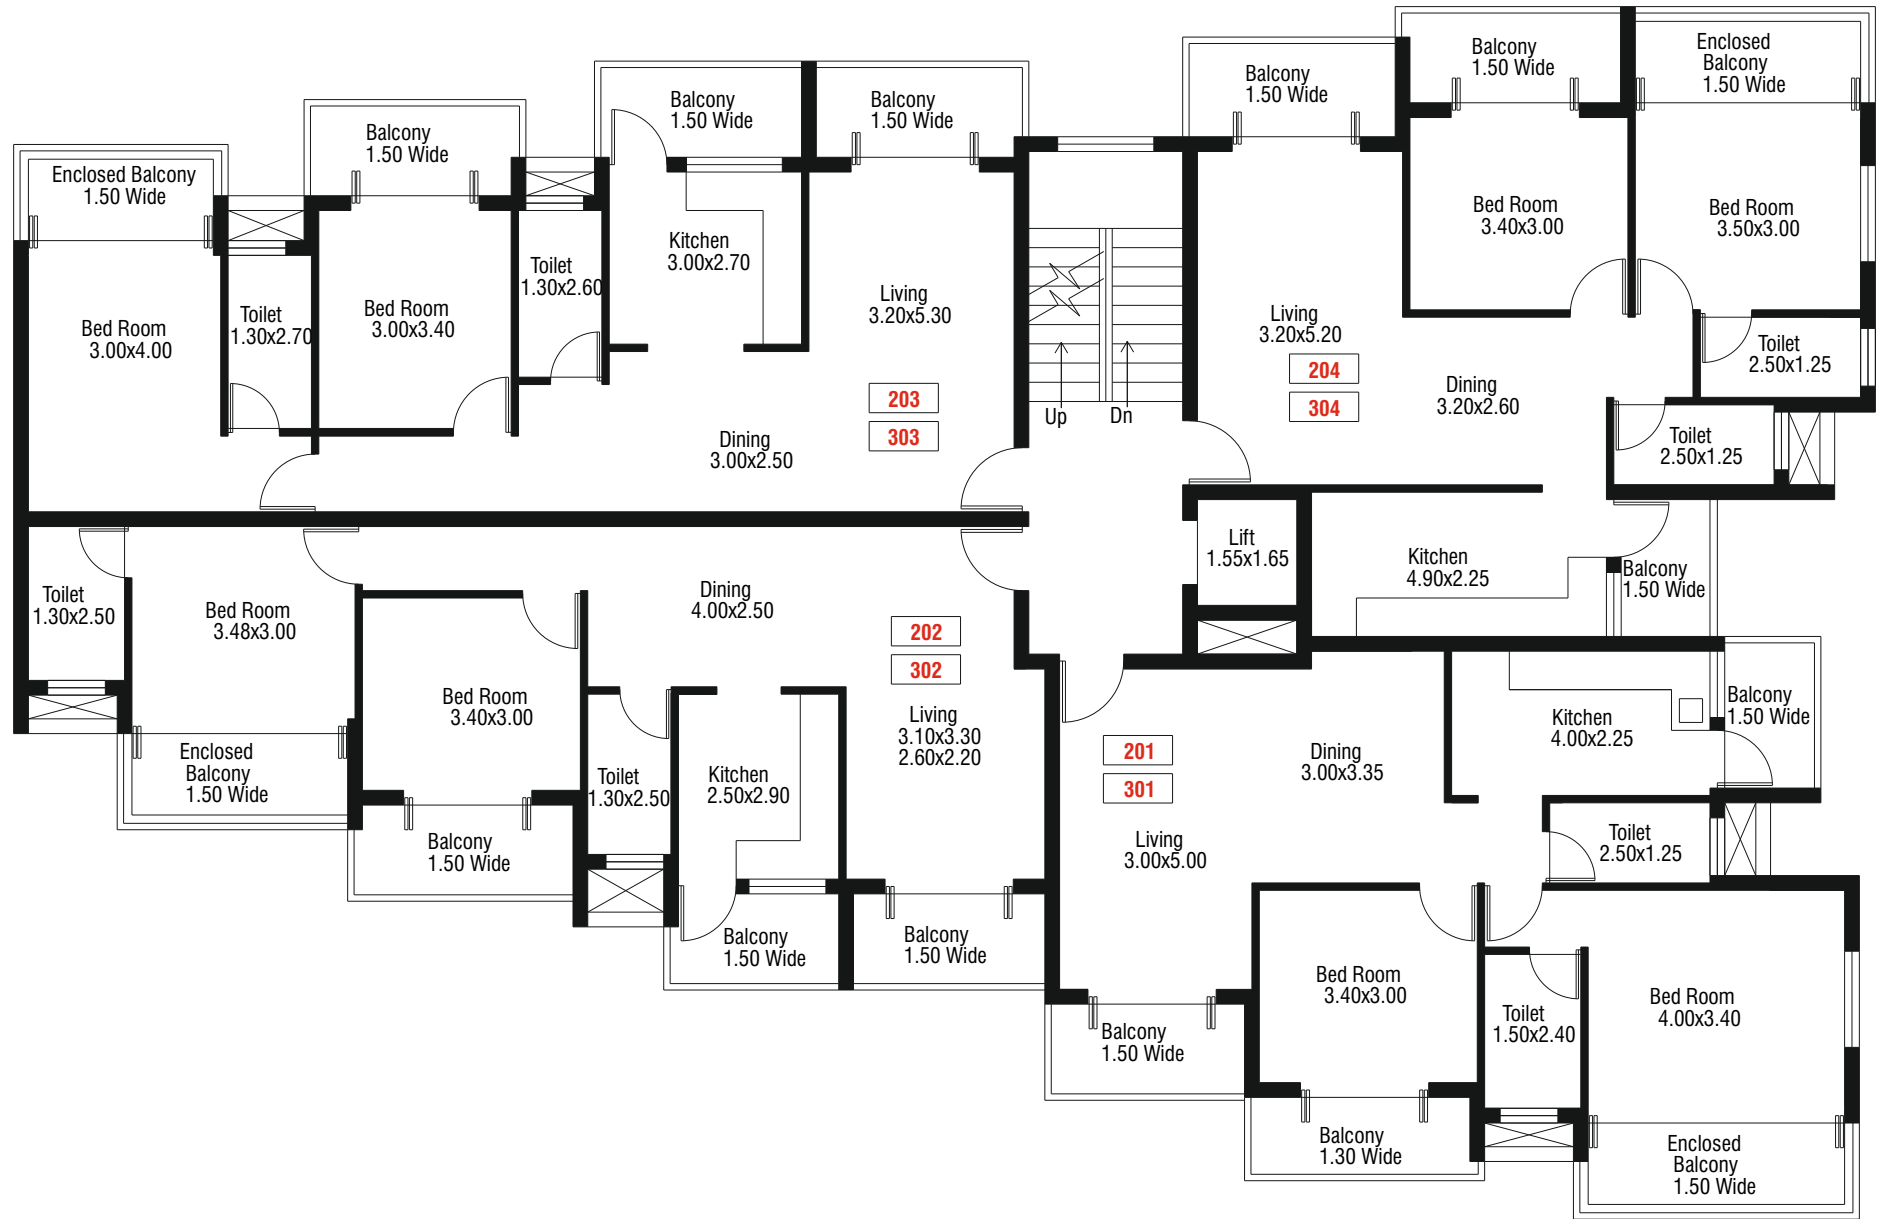 Enclosed Balcony
1.50 Wide
Balcony
1.50 Wide
Balcony
1.50 Wide
Balcony
1.50 Wide
Bed Room
3.00x4.00
Toilet
1.30x2.70
Bed Room
3.00x3.40
Toilet
1.30x2.60
Kitchen
3.00x2.70
Living
3.20x5.30
203
303
Dining
3.00x2.50
Up
Dn
Balcony
1.50 Wide
Balcony
1.50 Wide
Enclosed
Balcony
1.50 Wide
Bed Room
3.40x3.00
Bed Room
3.50x3.00
Living
3.20x5.20
204
304
Dining
3.20x2.60
Toilet
2.50x1.25
Toilet
2.50x1.25
Lift
1.55x1.65
Kitchen
4.90x2.25
Balcony
1.50 Wide
Toilet
1.30x2.50
Bed Room
3.48x3.00
Dining
4.00x2.50
202
302
Bed Room
3.40x3.00
Living
3.10x3.30
2.60x2.20
Enclosed
Balcony
1.50 Wide
Toilet
1.30x2.50
Kitchen
2.50x2.90
Balcony
1.50 Wide
Balcony
1.50 Wide
Balcony
1.50 Wide
201
301
Dining
3.00x3.35
Kitchen
4.00x2.25
Balcony
1.50 Wide
Living
3.00x5.00
Toilet
2.50x1.25
Bed Room
3.40x3.00
Toilet
1.50x2.40
Bed Room
4.00x3.40
Balcony
1.50 Wide
Balcony
1.30 Wide
Enclosed
Balcony
1.50 Wide